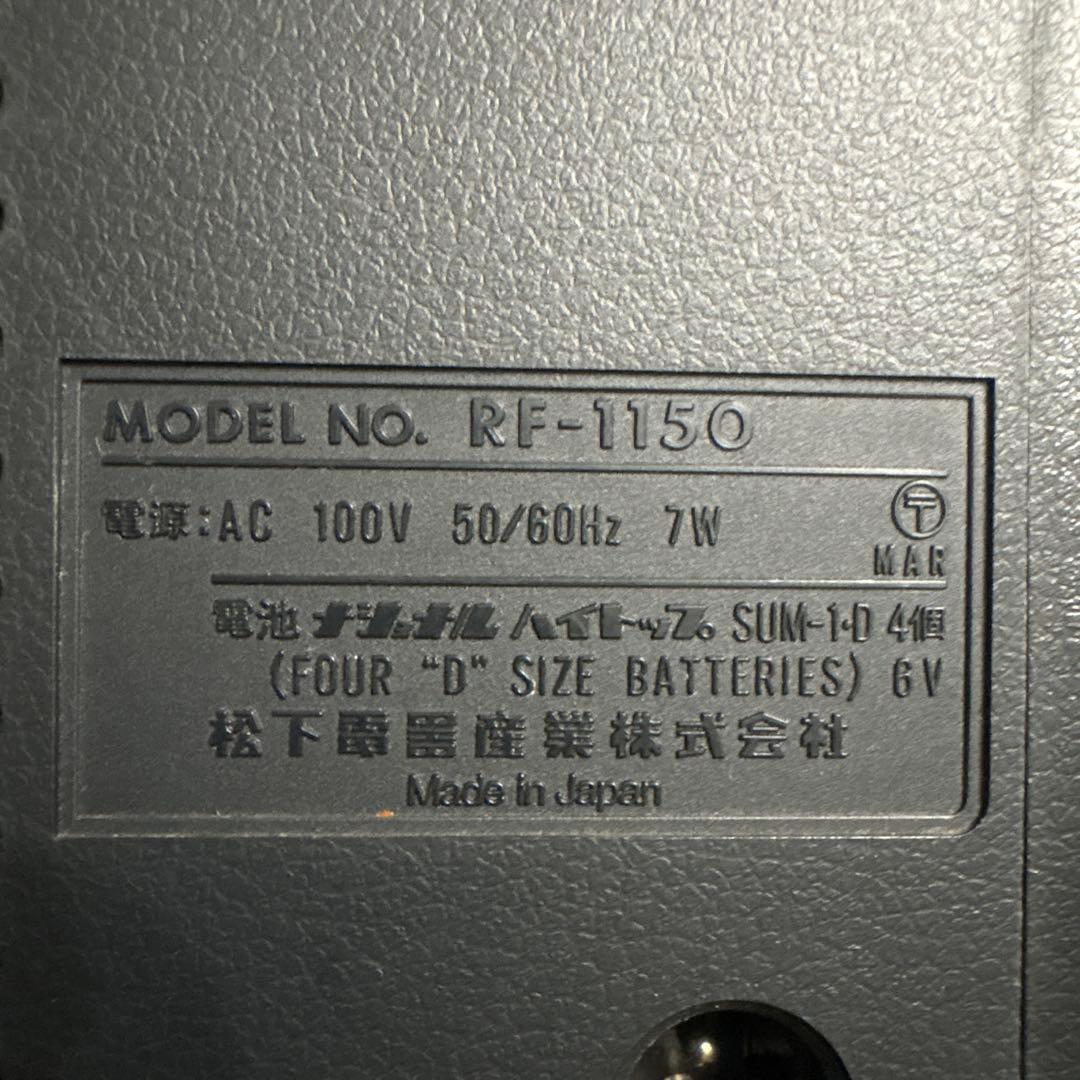 MODEL NO. RF-1150
電源:AC 100V 50/60Hz 7W
〒
MAR
電池 ナショナル ハイトップ SUM-1·D 4個
(FOUR “D” SIZE BATTERIES) 6V
松下電器産業株式会社
Made in Japan